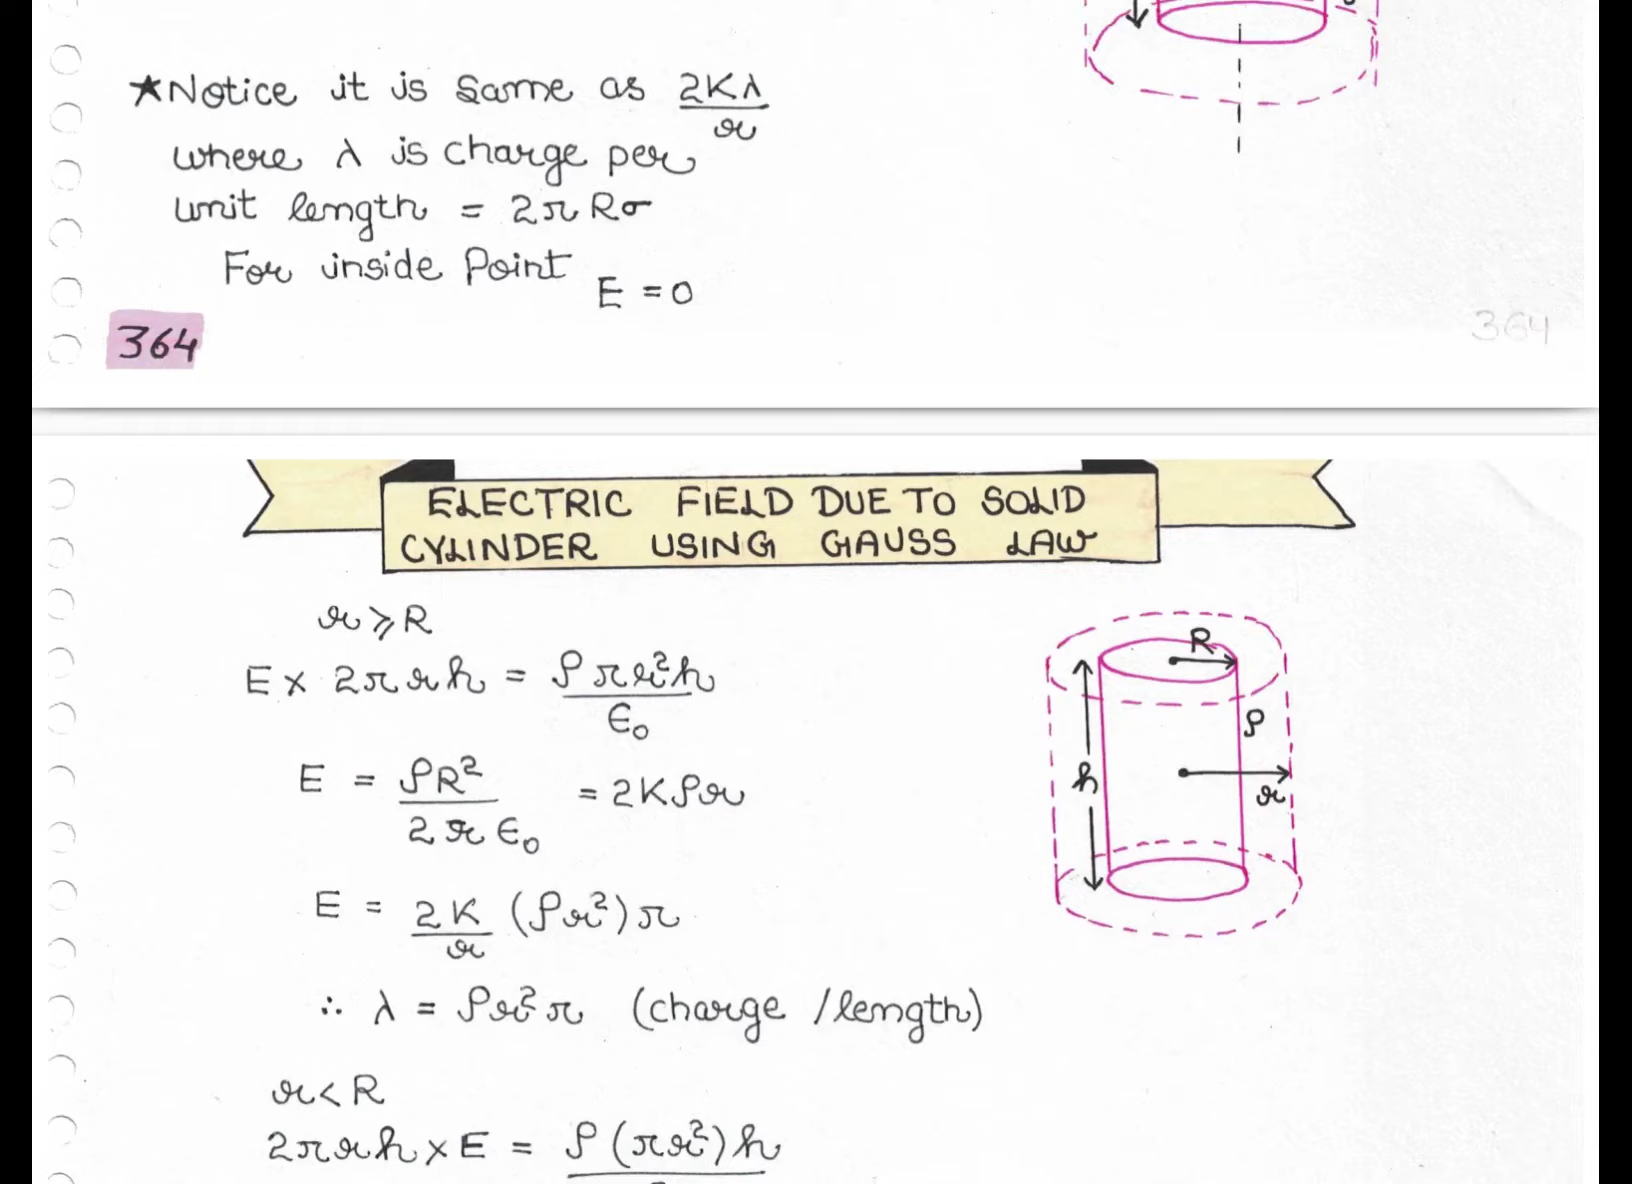 ★Notice it is same as 2Kλ/r
where λ is charge per
unit length = 2πRσ
For inside Point E = 0
364
364
ELECTRIC FIELD DUE TO SOLID
CYLINDER USING GAUSS LAW
r ⩾ R
E × 2πrh = ρπr²h/ϵ₀
E = ρR²/2rϵ₀ = 2Kρr
E = 2K/r (ρr²)π
∴ λ = ρr²π (charge /length)
r < R
2πrh × E = ρ(πr²)h
R
ρ
h
r